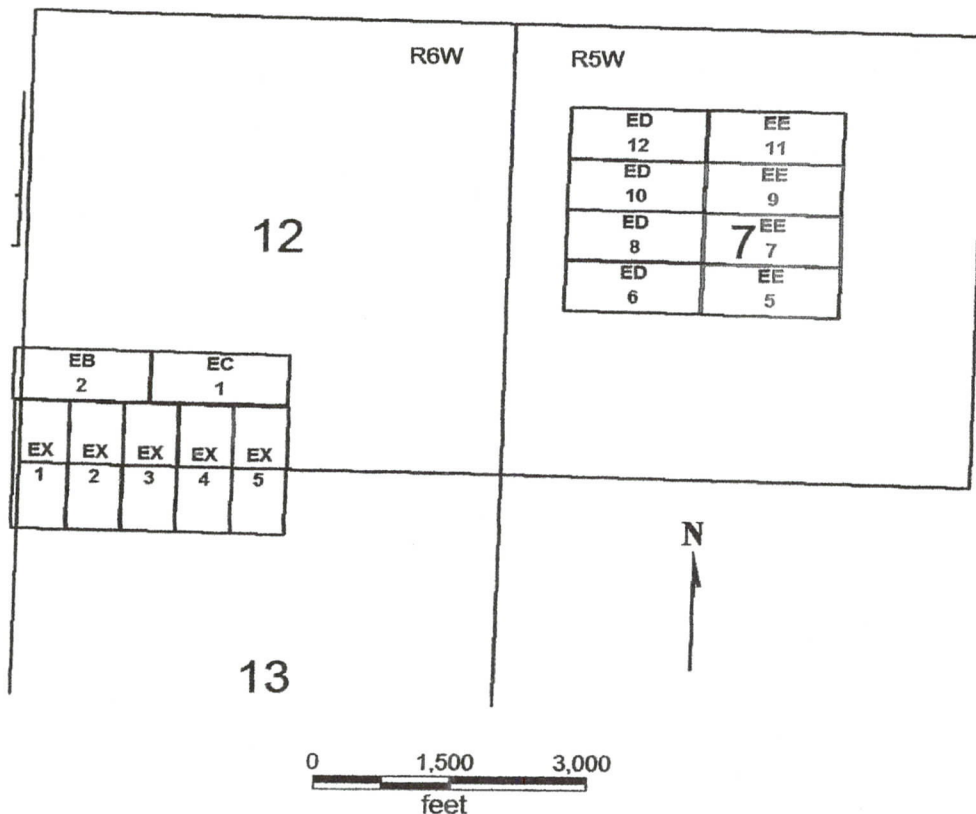 R6W
R5W
ED
12
EE
11
ED
10
EE
9
ED
8
EE
7
ED
6
EE
5
7
12
EB
2
EC
1
EX
1
EX
2
EX
3
EX
4
EX
5
13
N
0 1,500 3,000
feet